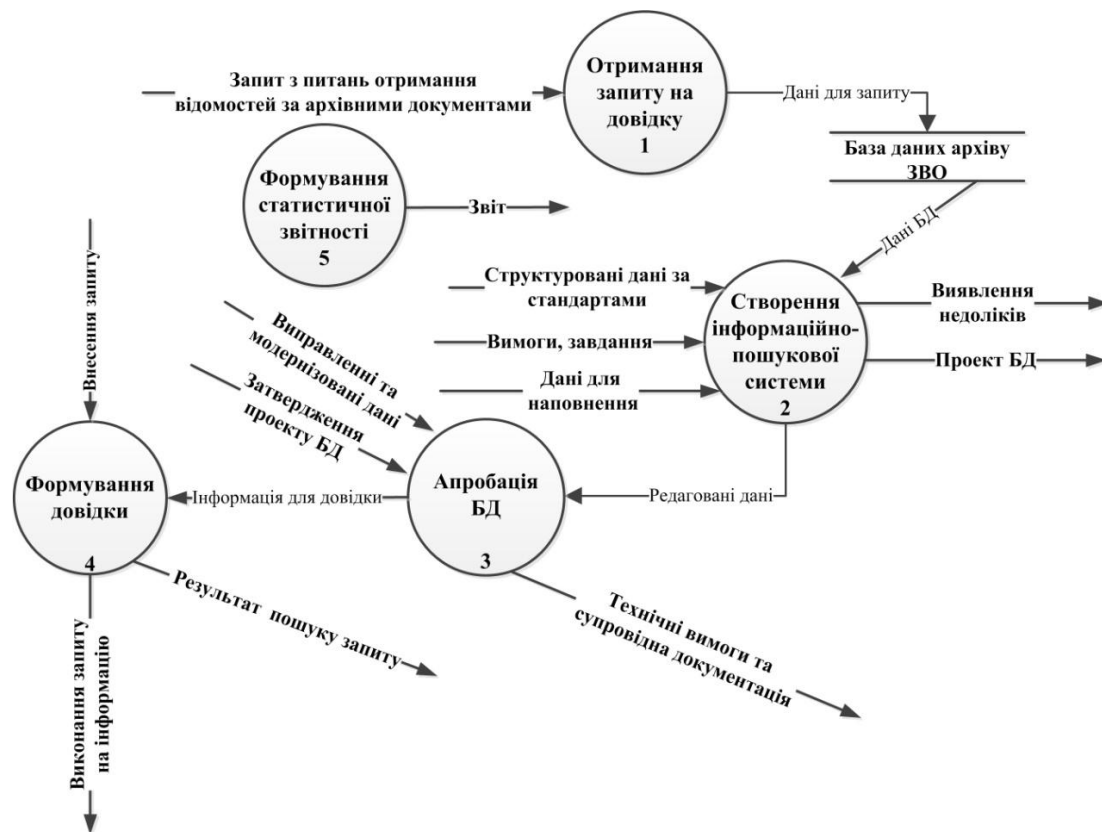 Запит з питань отримання
відомостей за архівними документами
Отримання
запиту на
довідку
1
Дані для запиту
База даних архіву
ЗВО
Формування
статистичної
звітності
5
Звіт
Дані БД
Внесення запиту
Структуровані дані за
стандартами
Вимоги, завдання
Дані для
наповнення
Створення
інформаційно-
пошукової
системи
2
Виявлення
недоліків
Проект БД
Виправленні та
модернізовані дані
Затвердження
проекту БД
Формування
довідки
4
Інформація для довідки
Апробація
БД
3
Редаговані дані
Результат пошуку запиту
Технічні вимоги та
супровідна документація
Виконання запиту
на інформацію